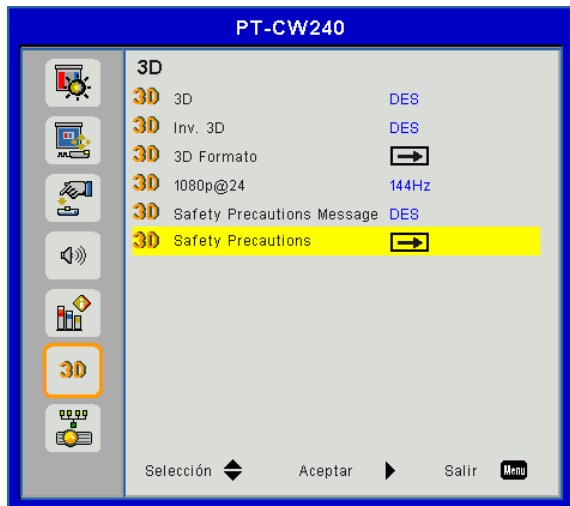 PT-CW240
3D
3D 3D DES
3D Inv. 3D DES
3D 3D Formato
3D 1080p@24 144Hz
3D Safety Precautions Message DES
3D Safety Precautions
3D
Selección Aceptar Salir Menu